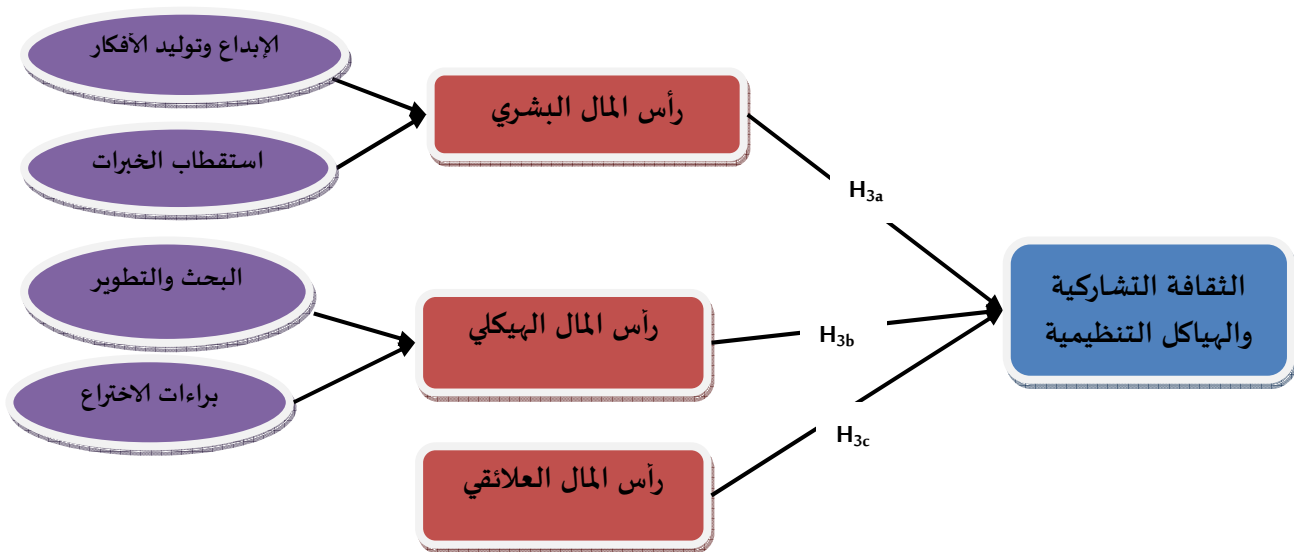 الإبداع وتوليد الأفكار
رأس المال البشري
استقطاب الخبرات
H3a
البحث والتطوير
الثقافة التشاركية
والهياكل التنظيمية
رأس المال الهيكلي
H3b
براءات الاختراع
H3c
رأس المال العلائقي